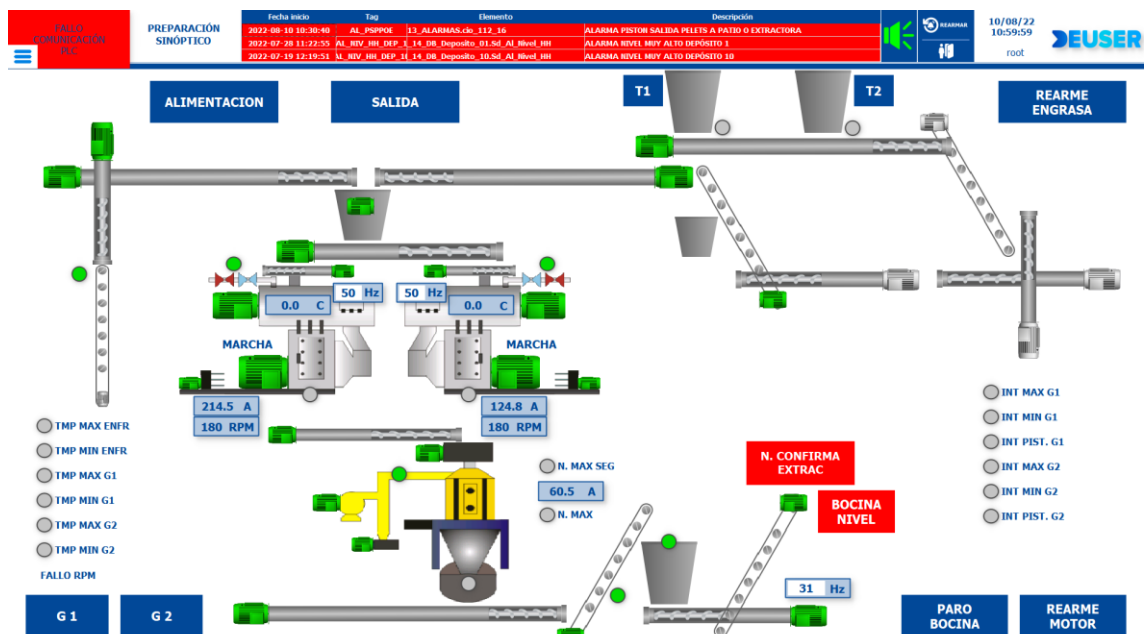 FALLO
COMUNICACIÓN
PLC
PREPARACIÓN
SINÓPTICO
Fecha inicio Tag Elemento Descripción
2022-08-10 10:30:40 AL_PSPPOE 13_ALARMAS.cio_112_16 ALARMA PISTON SALIDA PELETS A PATIO O EXTRACTORA
2022-07-28 11:22:55 AL_NIV_HH_DEP_1 14_DB_Deposito_01.Sd_Al_Nivel_HH ALARMA NIVEL MUY ALTO DEPÓSITO 1
2022-07-19 12:19:51 AL_NIV_HH_DEP_1 14_DB_Deposito_10.Sd_Al_Nivel_HH ALARMA NIVEL MUY ALTO DEPÓSITO 10
REARMAR
10/08/22
10:59:59
root
DEUSER
ALIMENTACION
SALIDA
T1
T2
REARME
ENGRASA
50 Hz
50 Hz
0.0 C
0.0 C
MARCHA
MARCHA
214.5 A
180 RPM
124.8 A
180 RPM
TMP MAX ENFR
TMP MIN ENFR
TMP MAX G1
TMP MIN G1
TMP MAX G2
TMP MIN G2
FALLO RPM
G 1
G 2
N. MAX SEG
60.5 A
N. MAX
N. CONFIRMA
EXTRAC
BOCINA
NIVEL
31 Hz
INT MAX G1
INT MIN G1
INT PIST. G1
INT MAX G2
INT MIN G2
INT PIST. G2
PARO
BOCINA
REARME
MOTOR